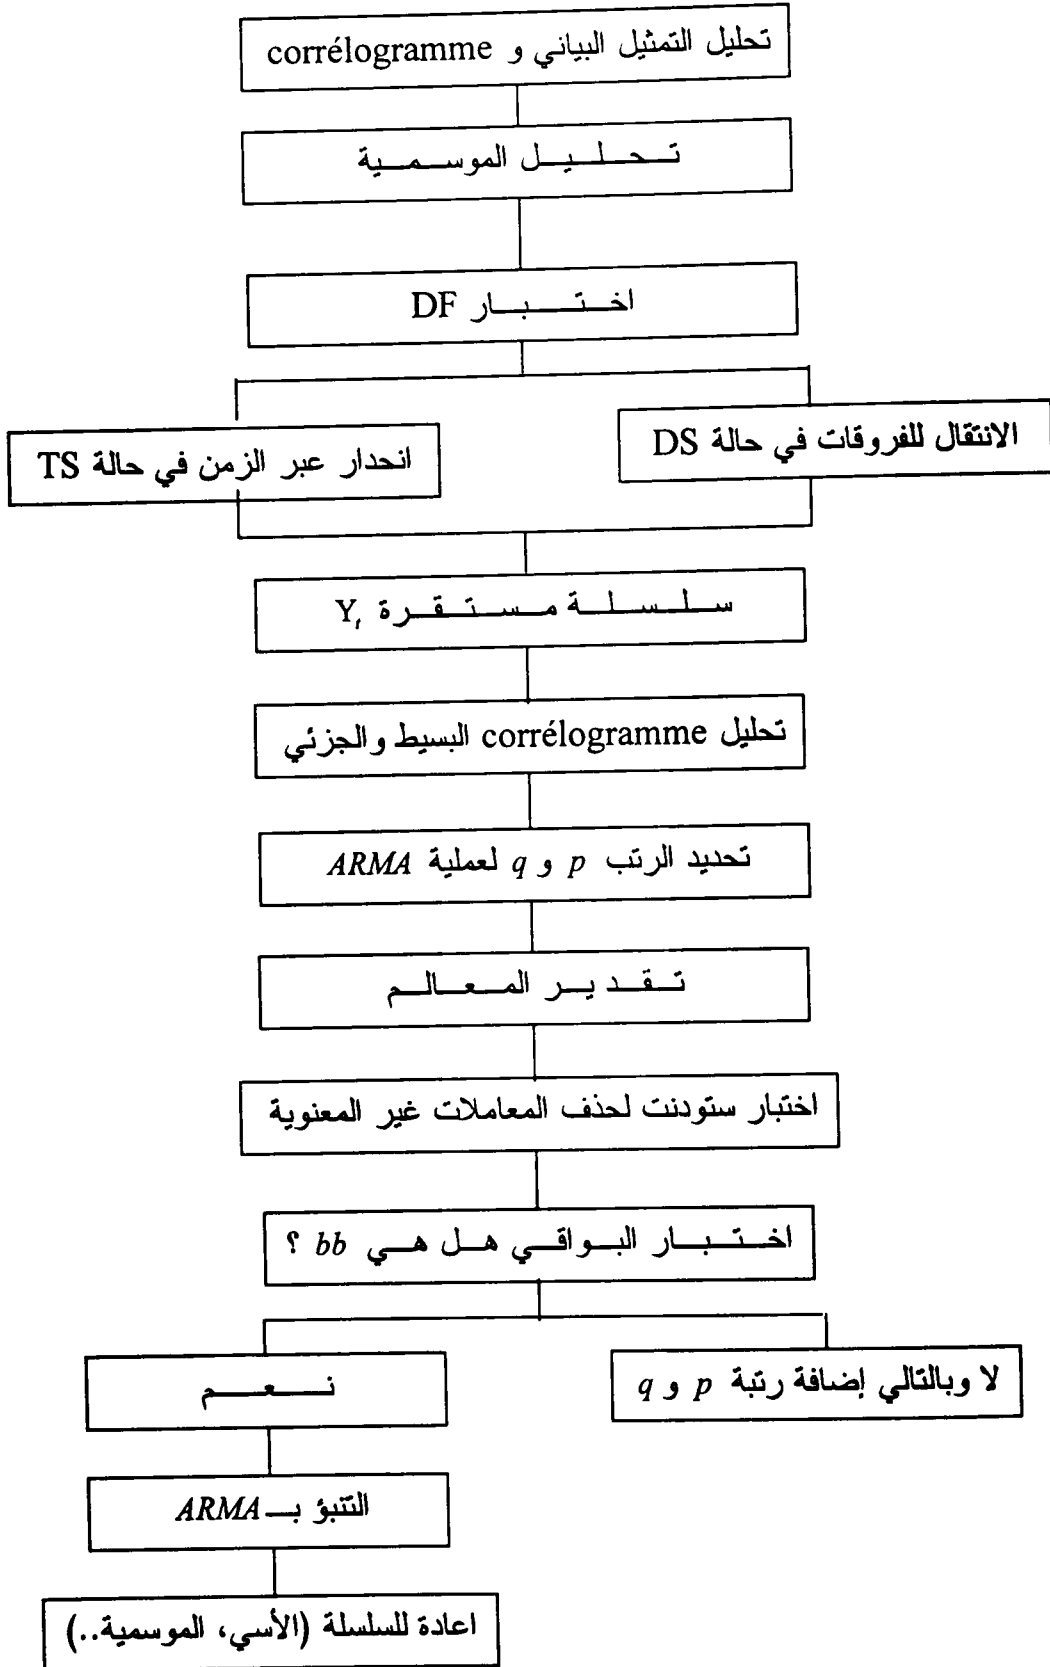 تحليل التمثيل البياني و corrélogramme
تحليل الموسمية
اختبار DF
الانتقال للفروقات في حالة DS
انحدار عبر الزمن في حالة TS
سلسلة مستقرة Yt
تحليل corrélogramme البسيط والجزئي
تحديد الرتب p و q لعملية ARMA
تقدير المعالم
اختبار ستودنت لحذف المعاملات غير المعنوية
اختبار البواقي هل هي bb ؟
لا وبالتالي إضافة رتبة p و q
نعم
التنبؤ بـ ARMA
اعادة للسلسلة (الأسي، الموسمية..)